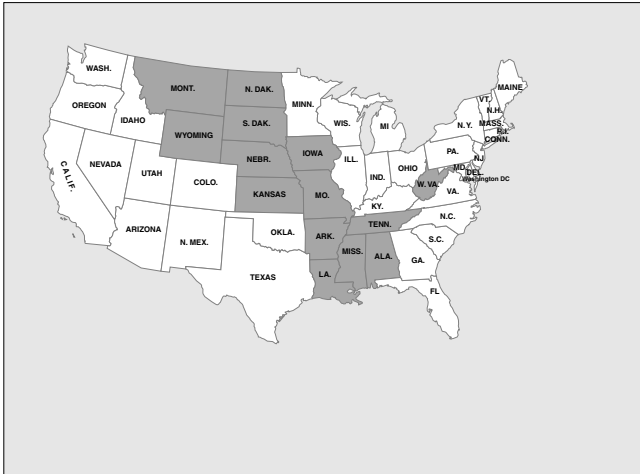 WASH.
MONT.
N. DAK.
MINN.
MAINE
VT.
N.H.
OREGON
IDAHO
WYOMING
S. DAK.
WIS.
MI
N.Y.
MASS.
R.I.
CONN.
NEVADA
UTAH
COLO.
NEBR.
IOWA
ILL.
IND.
OHIO
PA.
NJ
MD.
DEL.
Washington DC
CALIF.
KANSAS
MO.
KY.
W. VA.
VA.
ARIZONA
N. MEX.
OKLA.
ARK.
TENN.
N.C.
TEXAS
LA.
MISS.
ALA.
GA.
S.C.
FL